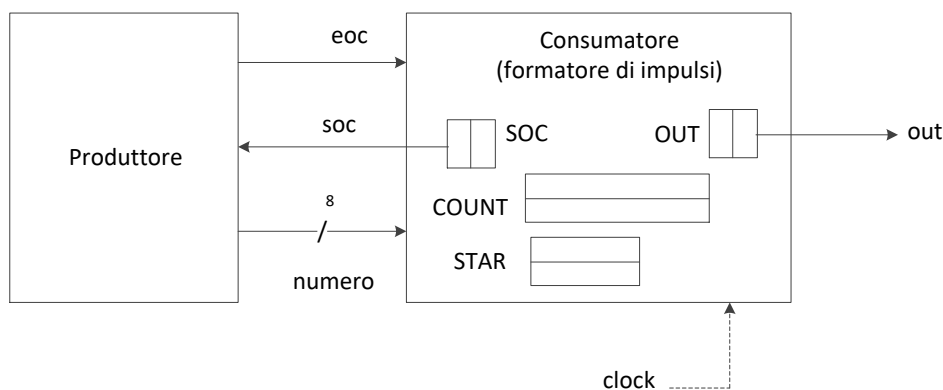 eoc
Consumatore
(formatore di impulsi)
soc
SOC
OUT
out
Produttore
8
COUNT
numero
STAR
clock